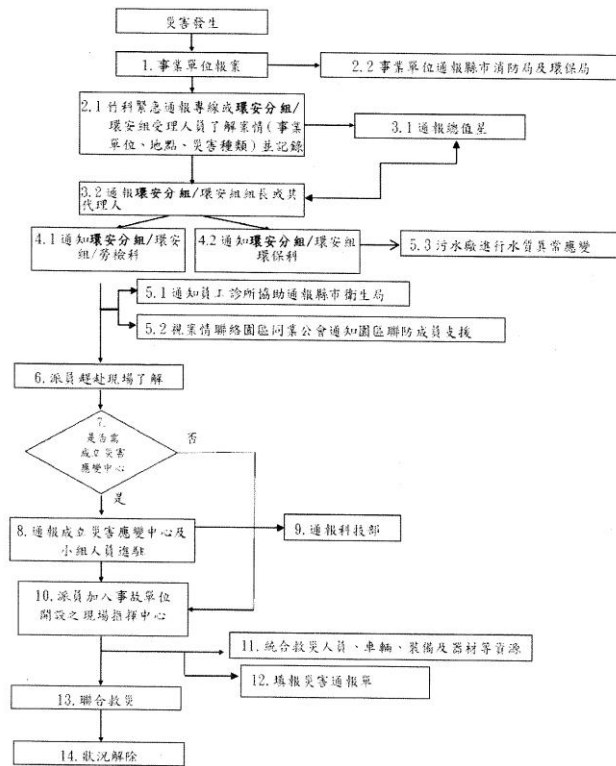 災害發生
1.事業單位報案
2.2 事業單位通報縣市消防局及環保局
2.1 竹科緊急通報專線或環安分組/
環安組受理人員了解案情(事業
單位、地點、災害種類)並記錄
3.1 通報總值星
3.2 通報環安分組/環安組組長或其
代理人
4.1 通知環安分組/環安
組/勞檢科
4.2 通知環安分組/環安組
環保科
5.3 污水廠進行水質異常應變
5.1 通知員工診所協助通報縣市衛生局
5.2 視案情聯絡園區同業公會通知園區聯防成員支援
6.派員趕赴現場了解
7.
是否需
成立災害
應變中心
否
是
8.通報成立災害應變中心及
小組人員進駐
9.通報科技部
10.派員加入事故單位
開設之現場指揮中心
11.統合救災人員、車輛、裝備及器材等資源
12.填報災害通報單
13.聯合救災
14.狀況解除